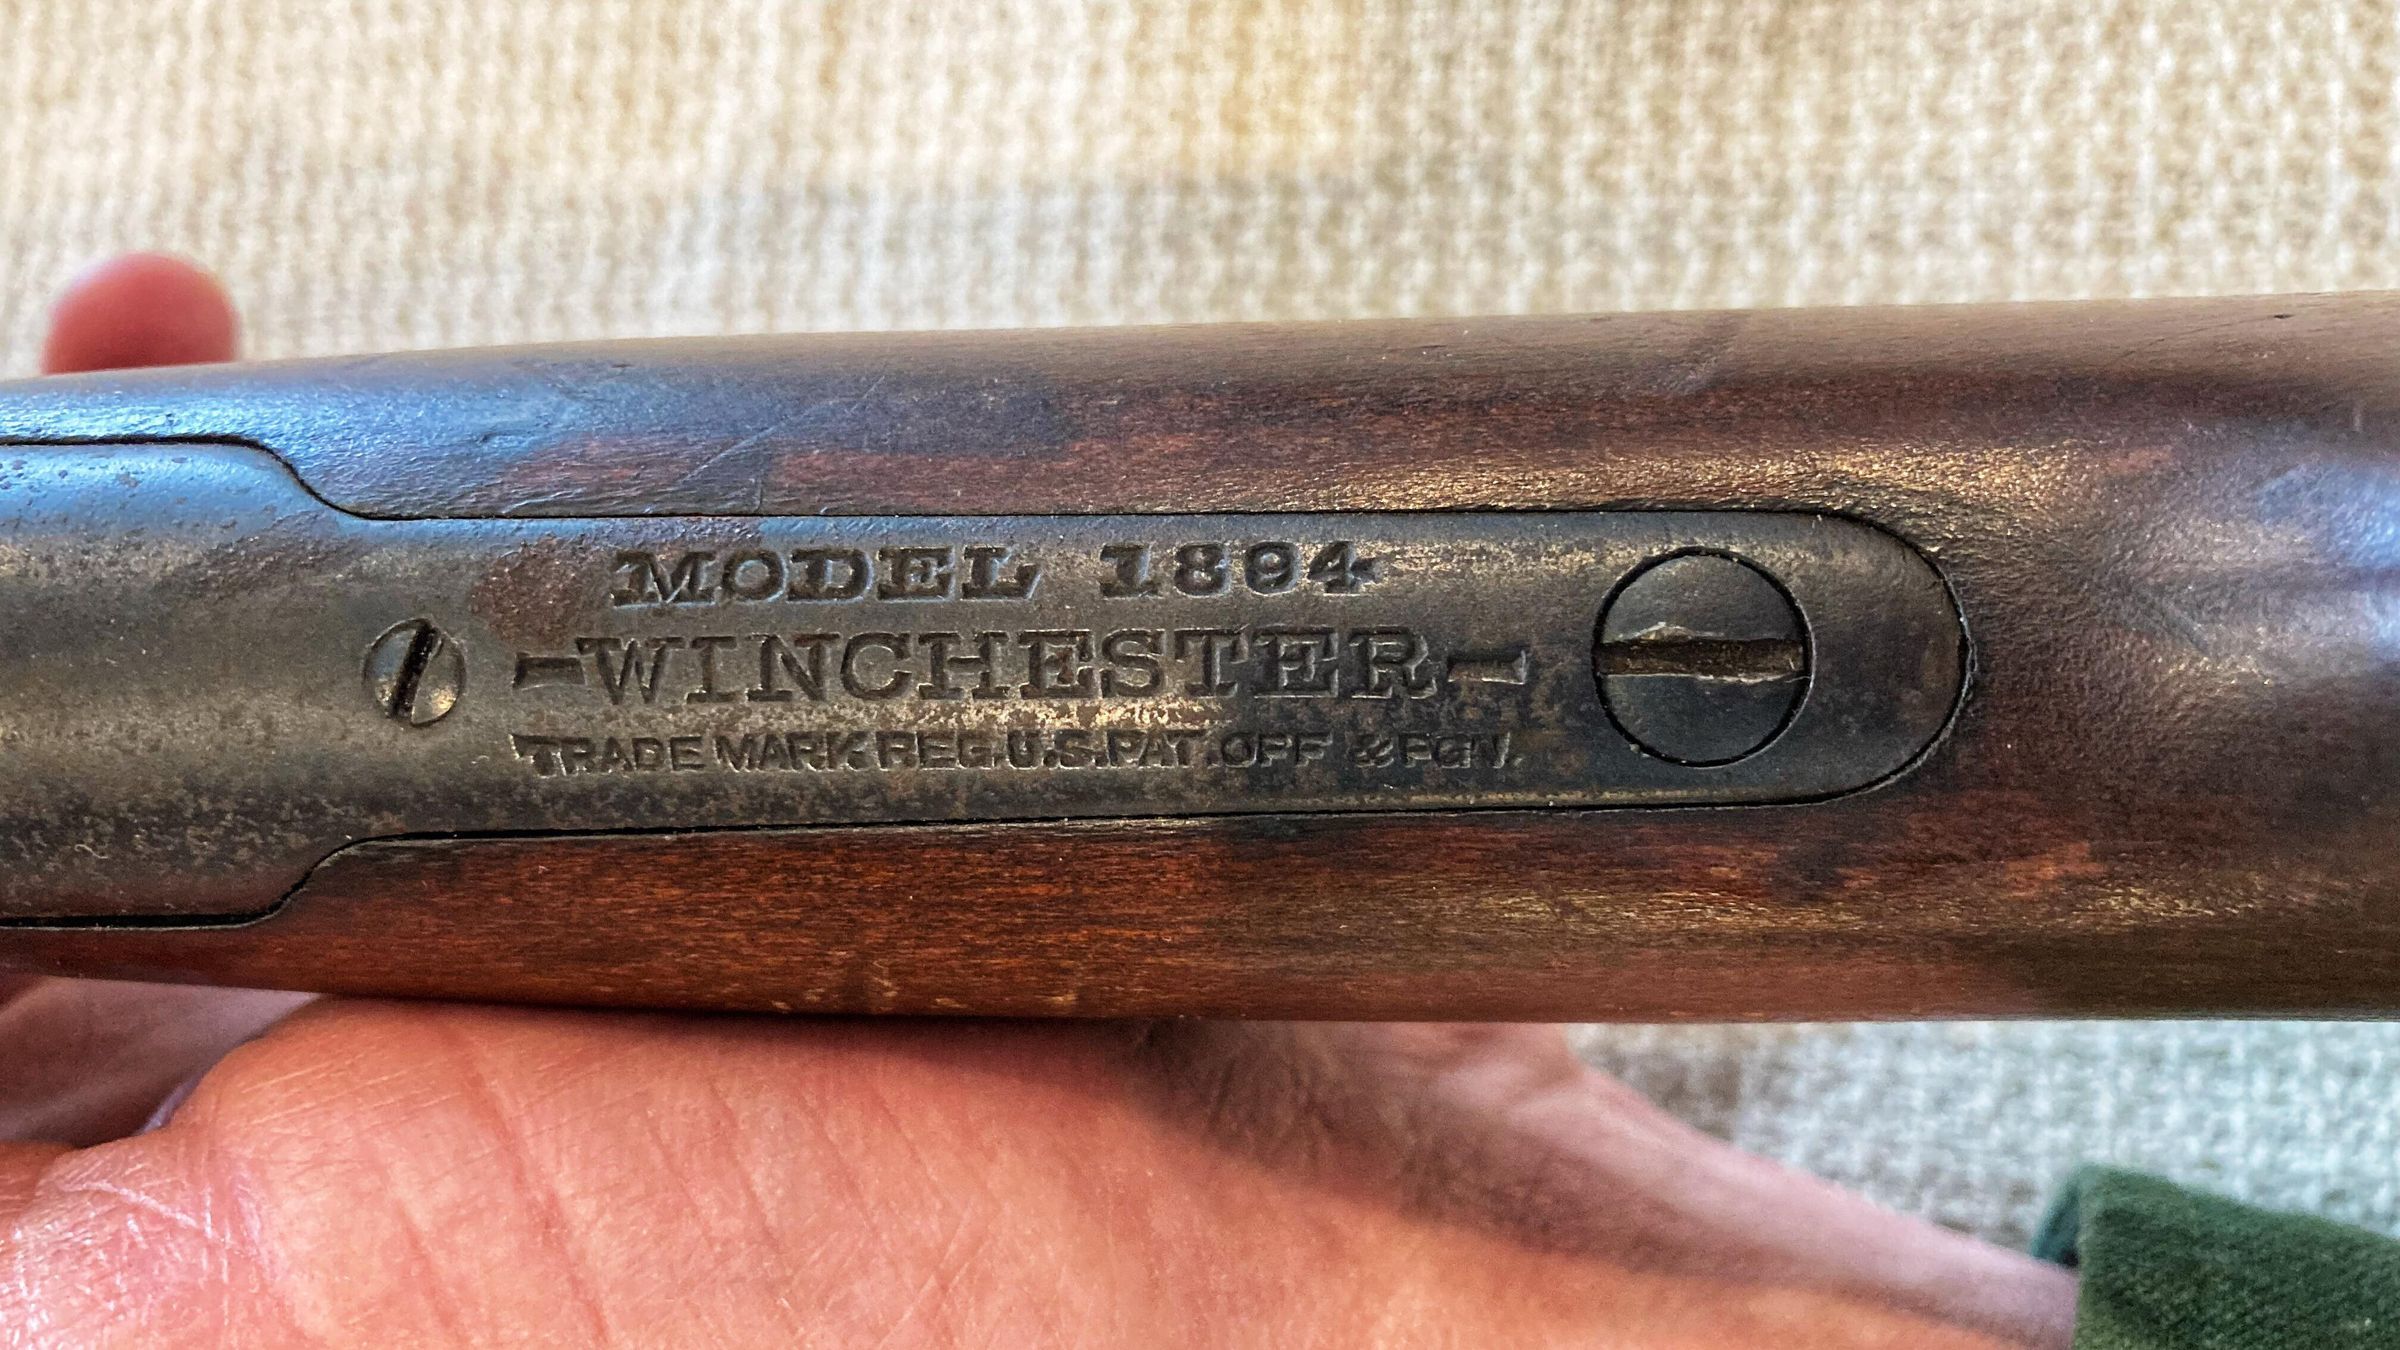 MODEL 1894
-WINCHESTER-
TRADE MARK REG.U.S.PAT.OFF & FGN.